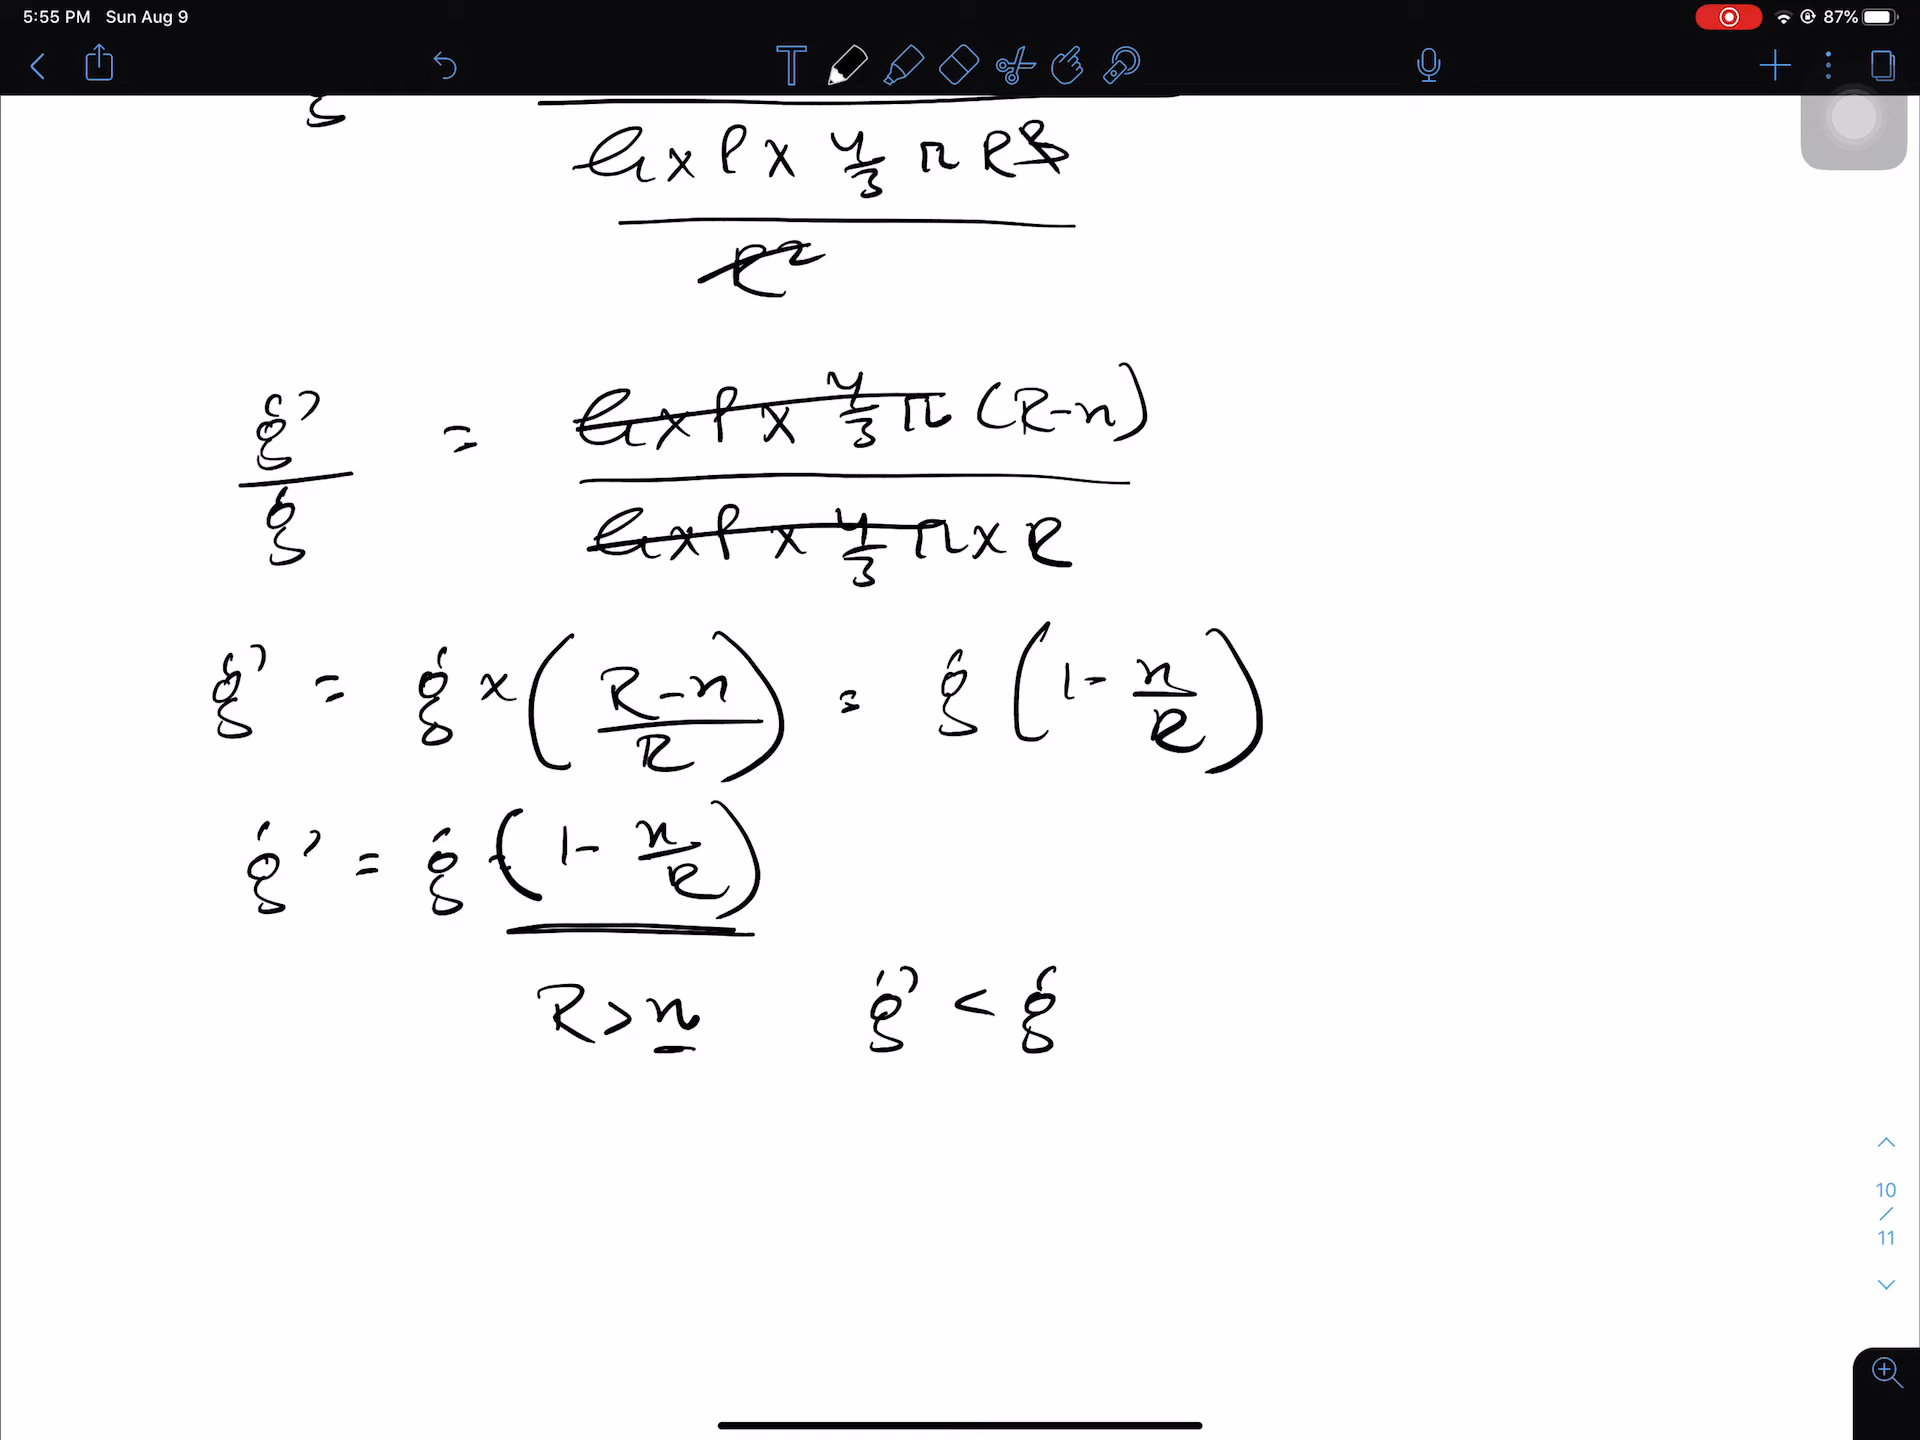 5:55 PM Sun Aug 9 87%
T
g
G x ρ x 4/3 π R³
R²
g'/g = G x ρ x 4/3 π (R-x) / G x ρ x 4/3 π x R
g' = g x (R-x / R) = g (1 - x/R)
g' = g (1 - x/R)
R > x g' < g
10
/
11